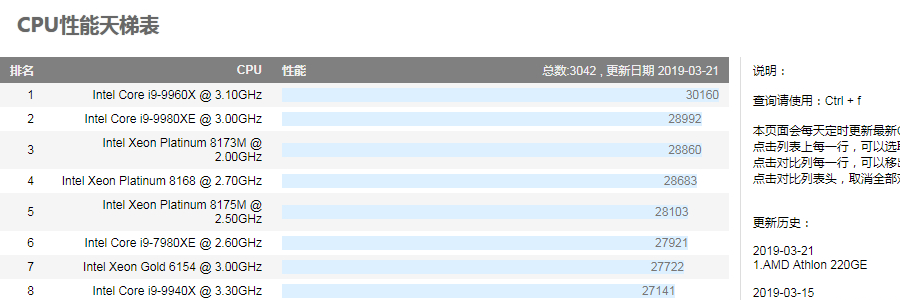 CPU性能天梯表
排名 CPU 性能 总数:3042 , 更新日期 2019-03-21
1 Intel Core i9-9960X @ 3.10GHz 30160
2 Intel Core i9-9980XE @ 3.00GHz 28992
3 Intel Xeon Platinum 8173M @
2.00GHz 28860
4 Intel Xeon Platinum 8168 @ 2.70GHz 28683
5 Intel Xeon Platinum 8175M @
2.50GHz 28103
6 Intel Core i9-7980XE @ 2.60GHz 27921
7 Intel Xeon Gold 6154 @ 3.00GHz 27722
8 Intel Core i9-9940X @ 3.30GHz 27141
说明：
查询请使用：Ctrl + f
本页面会每天定时更新最新
点击列表上每一行，可以选
点击对比列每一行，可以移
点击对比列表头，取消全部
更新历史：
2019-03-21
1.AMD Athlon 220GE
2019-03-15